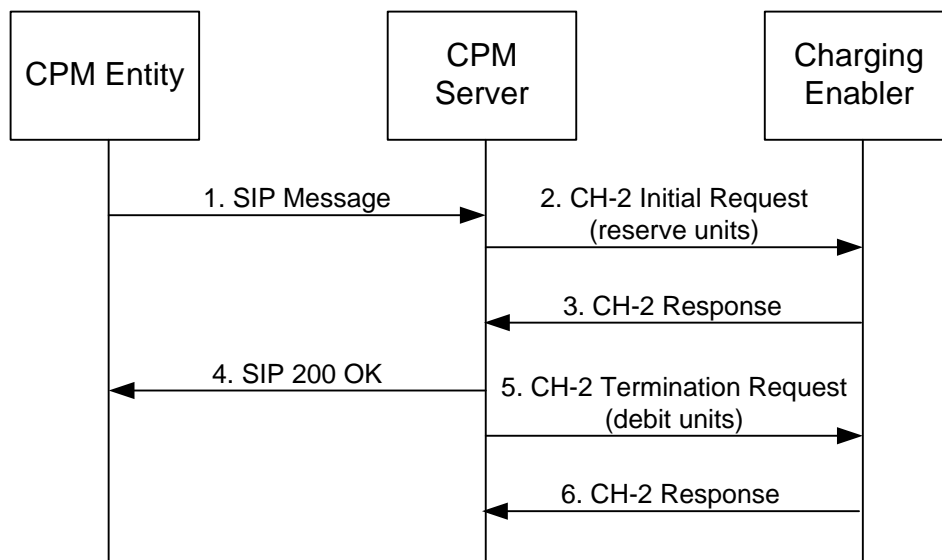 CPM Entity
CPM
Server
Charging
Enabler
1. SIP Message
2. CH-2 Initial Request
(reserve units)
3. CH-2 Response
4. SIP 200 OK
5. CH-2 Termination Request
(debit units)
6. CH-2 Response